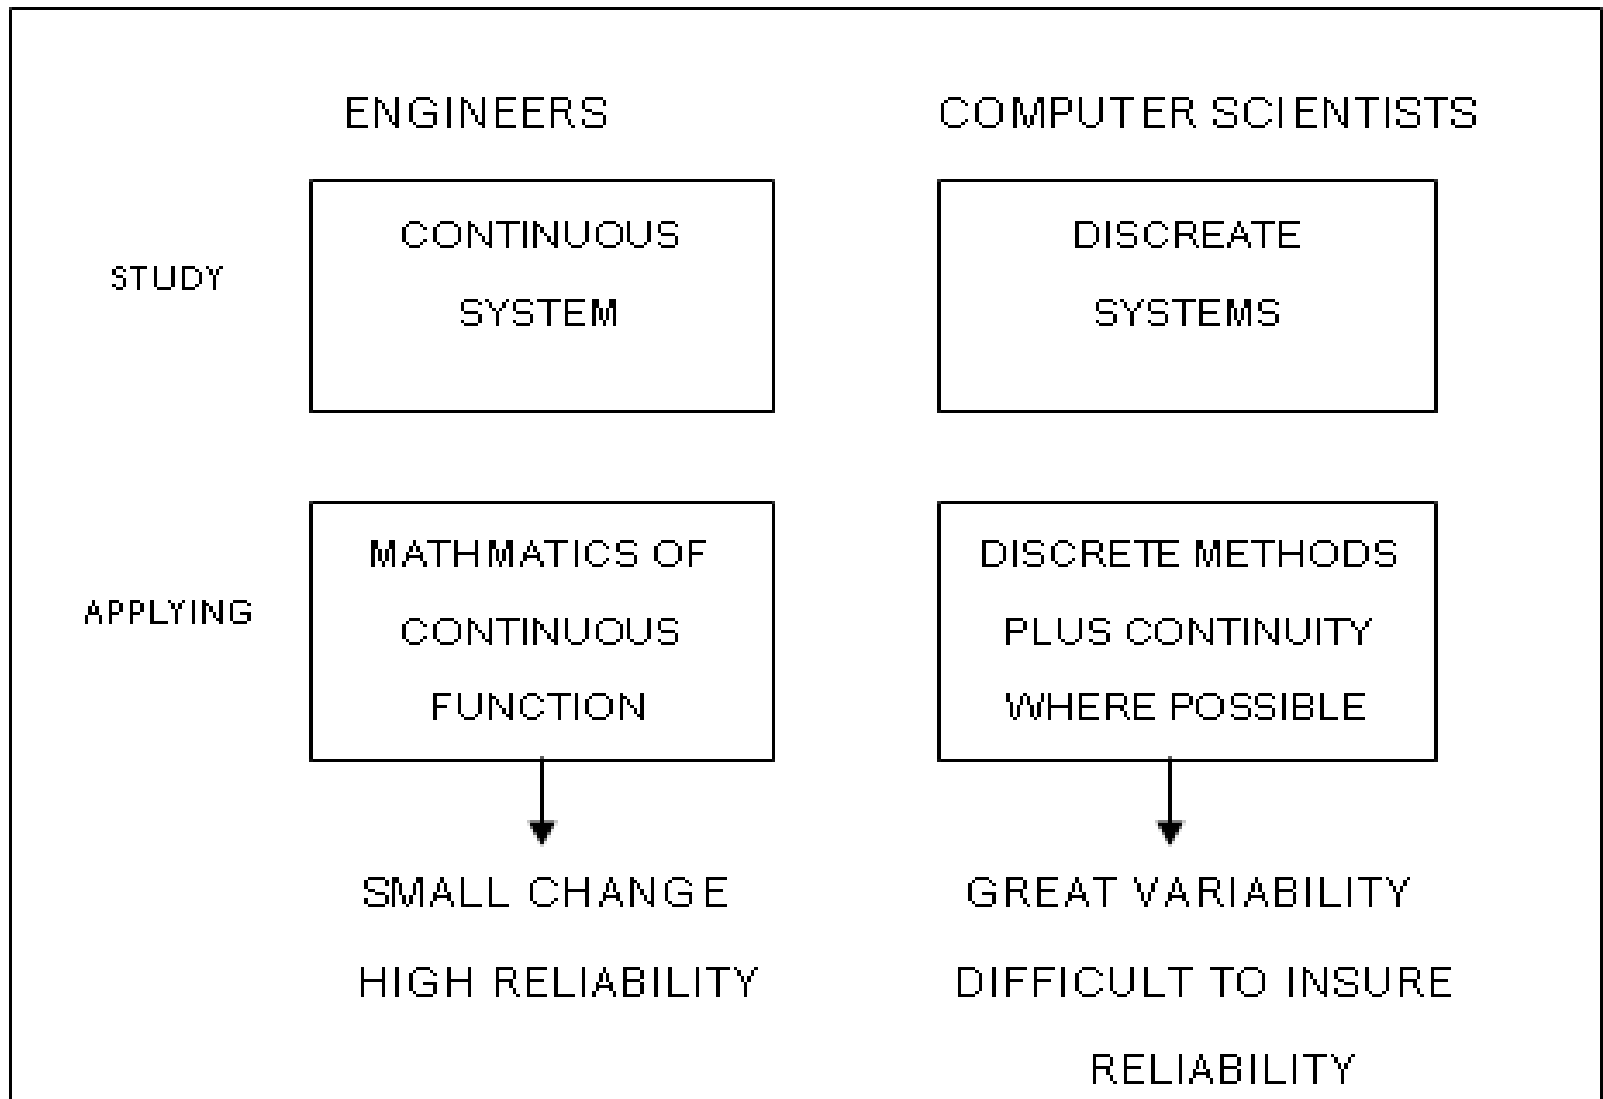 ENGINEERS
COMPUTER SCIENTISTS
STUDY
CONTINUOUS
SYSTEM
DISCREATE
SYSTEMS
APPLYING
MATHMATICS OF
CONTINUOUS
FUNCTION
DISCRETE METHODS
PLUS CONTINUITY
WHERE POSSIBLE
SMALL CHANGE
HIGH RELIABILITY
GREAT VARIABILITY
DIFFICULT TO INSURE
RELIABILITY